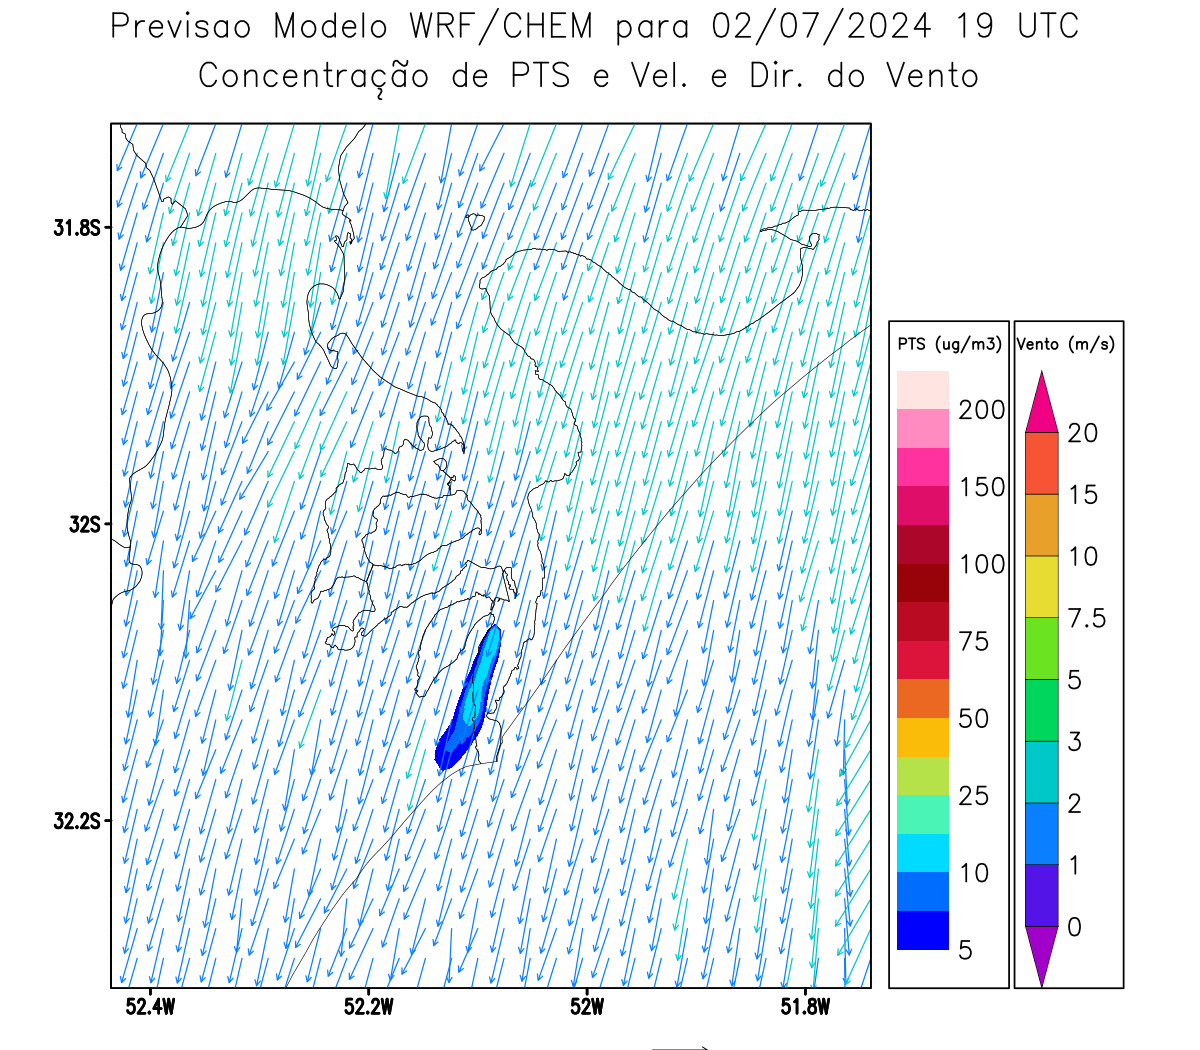 Previsao Modelo WRF/CHEM para 02/07/2024 19 UTC
Concentração de PTS e Vel. e Dir. do Vento
31.8S
32S
32.2S
52.4W 52.2W 52W 51.8W
PTS (ug/m3)
200
150
100
75
50
25
10
5
Vento (m/s)
20
15
10
7.5
5
3
2
1
0